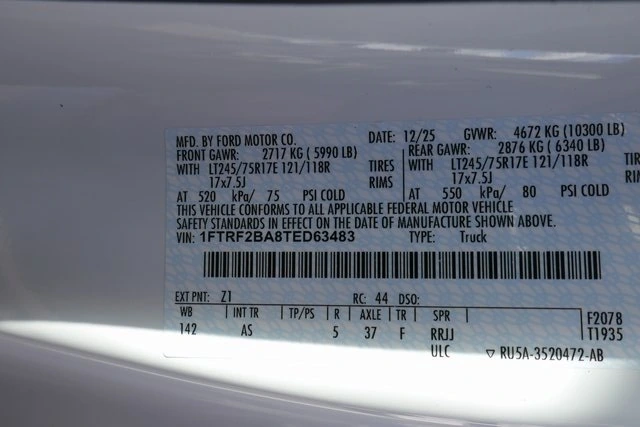 MFD. BY FORD MOTOR CO. DATE: 12/25 GVWR: 4672 KG (10300 LB)
FRONT GAWR: 2717 KG ( 5990 LB) REAR GAWR: 2876 KG ( 6340 LB)
WITH LT245/75R17E 121/118R TIRES WITH LT245/75R17E 121/118R TIRES
17x7.5J RIMS 17x7.5J RIMS
AT 520 kPa/ 75 PSI COLD AT 550 kPa/ 80 PSI COLD
THIS VEHICLE CONFORMS TO ALL APPLICABLE FEDERAL MOTOR VEHICLE
SAFETY STANDARDS IN EFFECT ON THE DATE OF MANUFACTURE SHOWN ABOVE.
VIN: 1FTRF2BA8TED63483 TYPE: Truck
EXT PNT: Z1 RC: 44 DSO:
WB INT TR TP/PS R AXLE TR SPR F2078
142 AS 5 37 F RRJJ T1935
ULC ▽ RU5A-3520472-AB